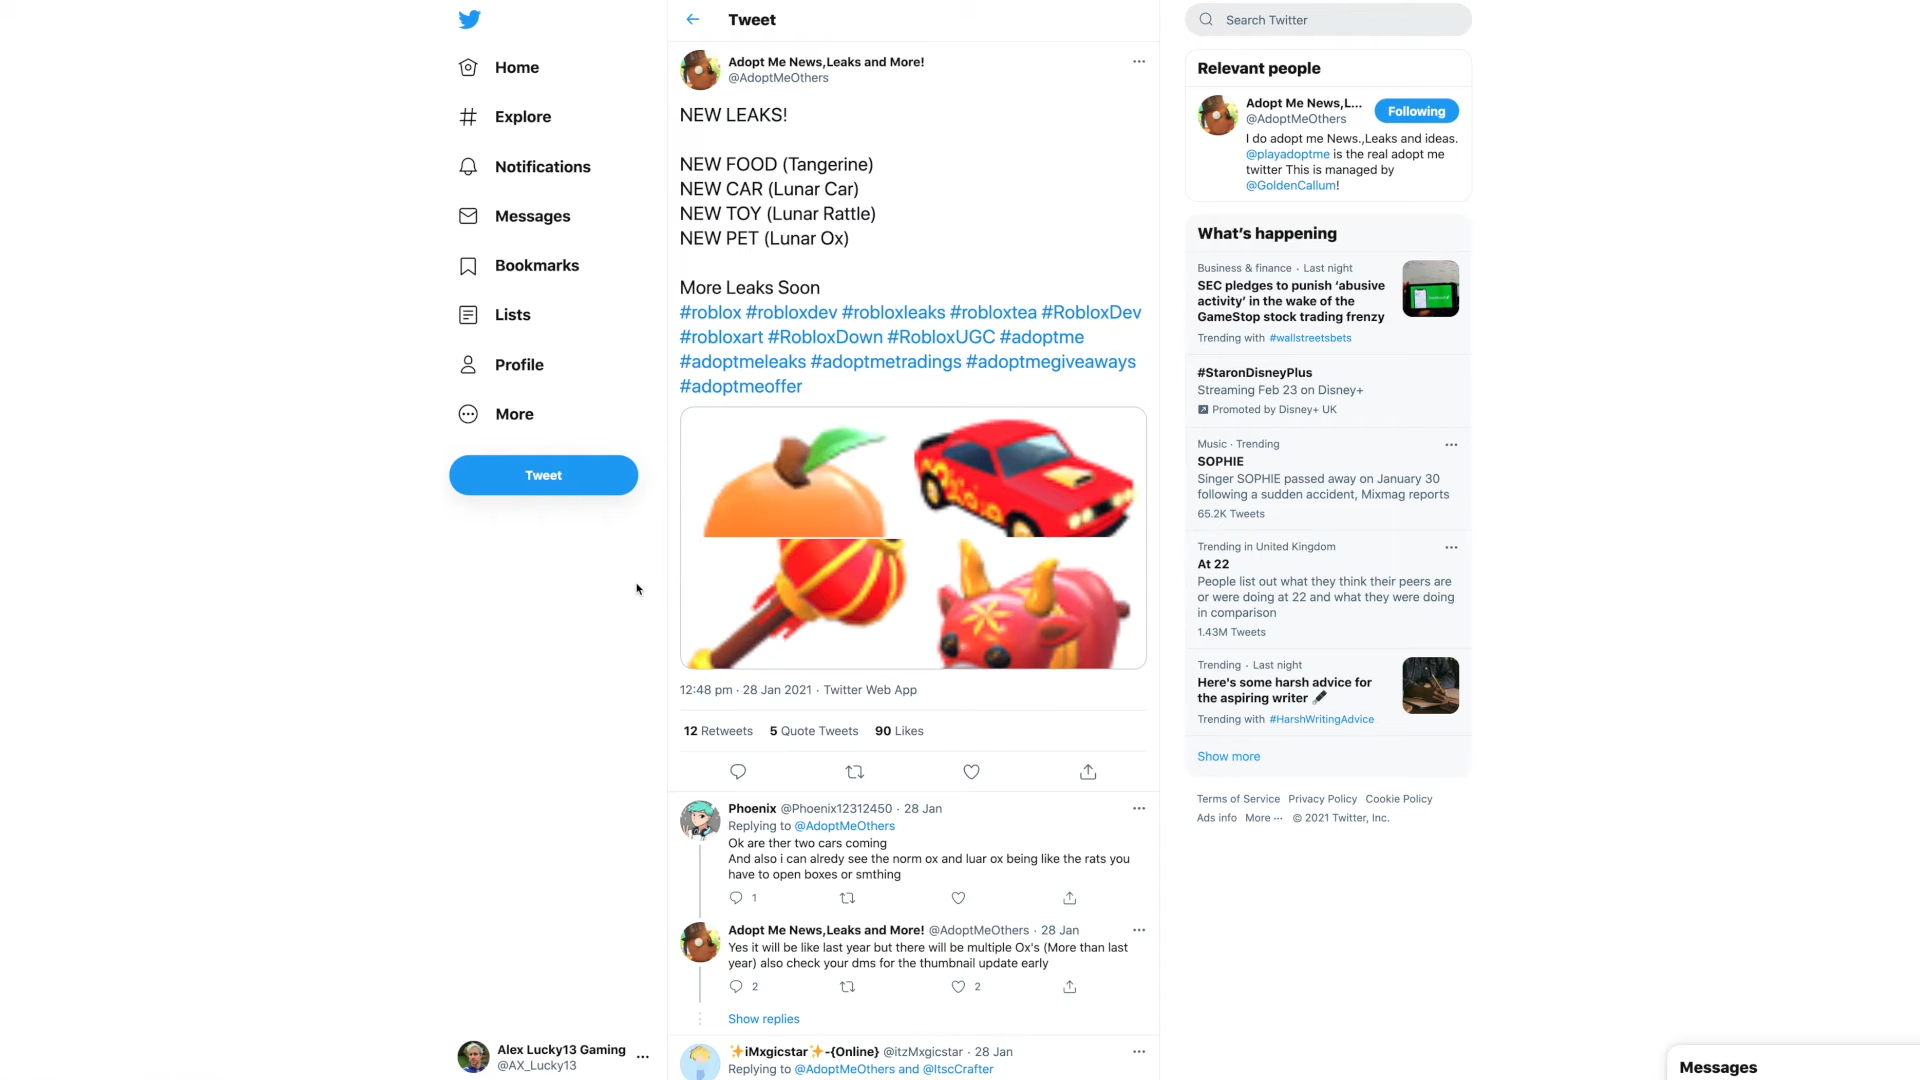 Home
Explore
Notifications
Messages
Bookmarks
Lists
Profile
More
Tweet
Alex Lucky13 Gaming
@AX_Lucky13
Tweet
Adopt Me News,Leaks and More!
@AdoptMeOthers
NEW LEAKS!
NEW FOOD (Tangerine)
NEW CAR (Lunar Car)
NEW TOY (Lunar Rattle)
NEW PET (Lunar Ox)
More Leaks Soon
#roblox #robloxdev #robloxleaks #robloxtea #RobloxDev
#robloxart #RobloxDown #RobloxUGC #adoptme
#adoptmeleaks #adoptmetradings #adoptmegiveaways
#adoptmeoffer
12:48 pm · 28 Jan 2021 · Twitter Web App
12 Retweets 5 Quote Tweets 90 Likes
Phoenix @Phoenix12312450 · 28 Jan
Replying to @AdoptMeOthers
Ok are ther two cars coming
And also i can alredy see the norm ox and luar ox being like the rats you
have to open boxes or smthing
1
Adopt Me News,Leaks and More! @AdoptMeOthers · 28 Jan
Yes it will be like last year but there will be multiple Ox's (More than last
year) also check your dms for the thumbnail update early
2 2
Show replies
✨iMxgicstar✨-{Online} @itzMxgicstar · 28 Jan
Replying to @AdoptMeOthers and @ItscCrafter
Search Twitter
Relevant people
Adopt Me News,L...
@AdoptMeOthers
Following
I do adopt me News.,Leaks and ideas.
@playadoptme is the real adopt me
twitter This is managed by
@GoldenCallum!
What's happening
Business & finance · Last night
SEC pledges to punish ‘abusive
activity’ in the wake of the
GameStop stock trading frenzy
Trending with #wallstreetsbets
#StaronDisneyPlus
Streaming Feb 23 on Disney+
Promoted by Disney+ UK
Music · Trending
SOPHIE
Singer SOPHIE passed away on January 30
following a sudden accident, Mixmag reports
65.2K Tweets
Trending in United Kingdom
At 22
People list out what they think their peers are
or were doing at 22 and what they were doing
in comparison
1.43M Tweets
Trending · Last night
Here's some harsh advice for
the aspiring writer 🖋
Trending with #HarshWritingAdvice
Show more
Terms of Service Privacy Policy Cookie Policy
Ads info More ··· © 2021 Twitter, Inc.
Messages